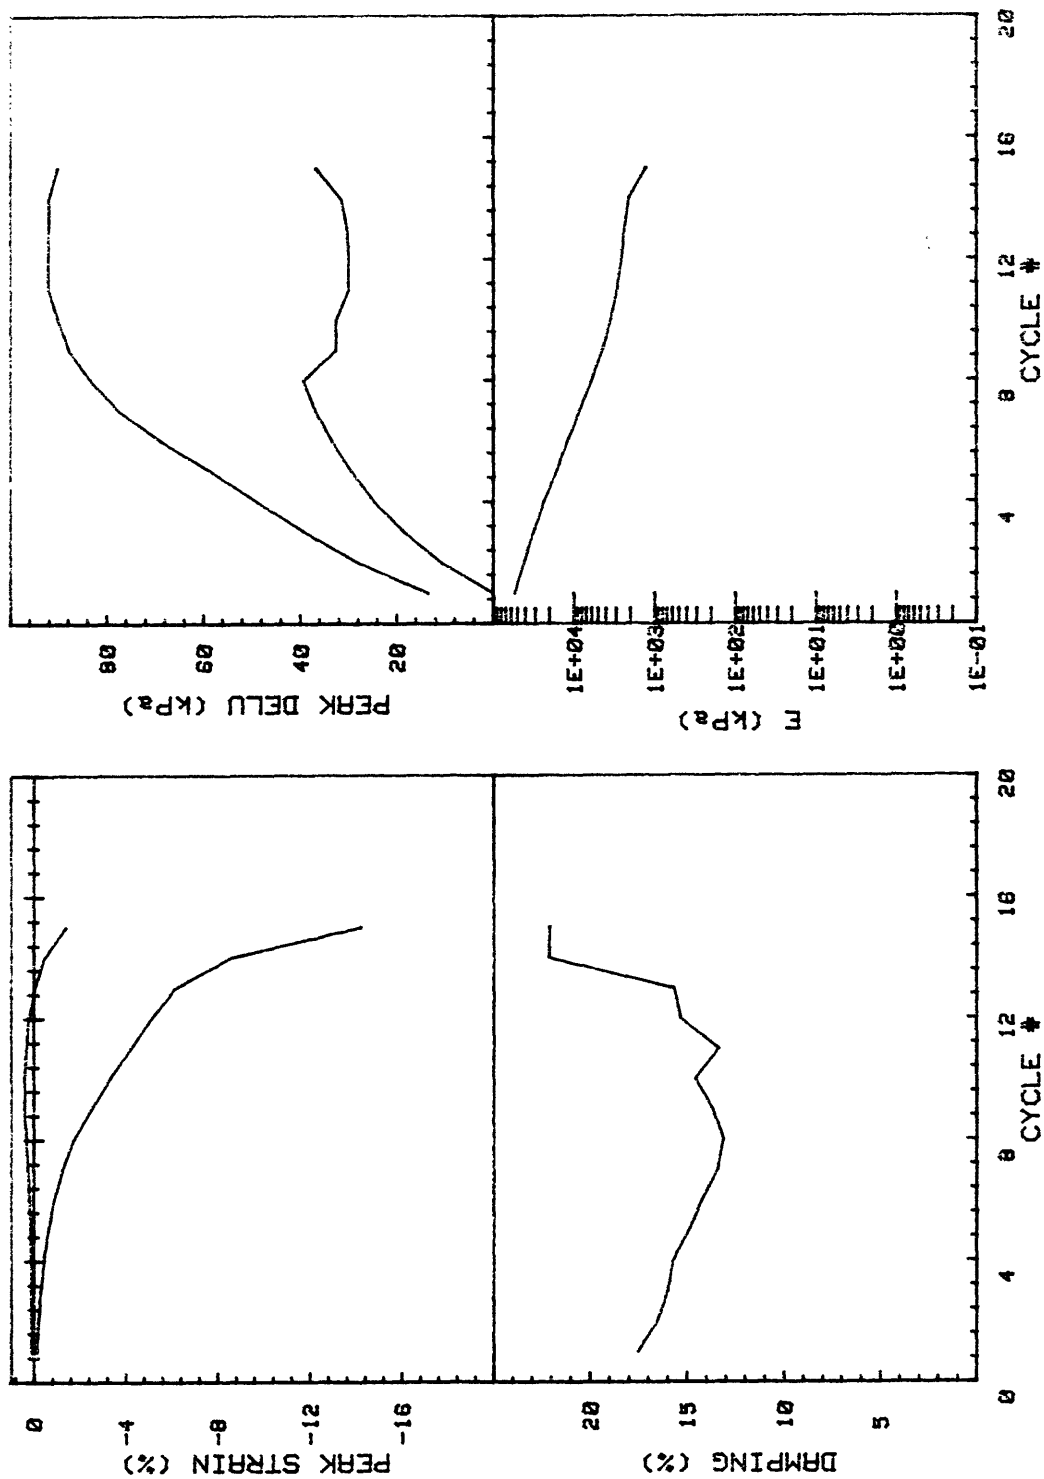 PEAK STRAIN (%)
0
-4
-8
-12
-16
DAMPING (%)
20
15
10
5
0
4
8
12
16
20
CYCLE #
PEAK DELU (kPa)
80
60
40
20
E (kPa)
1E+04
1E+03
1E+02
1E+01
1E+00
1E-01
4
8
12
16
20
CYCLE #